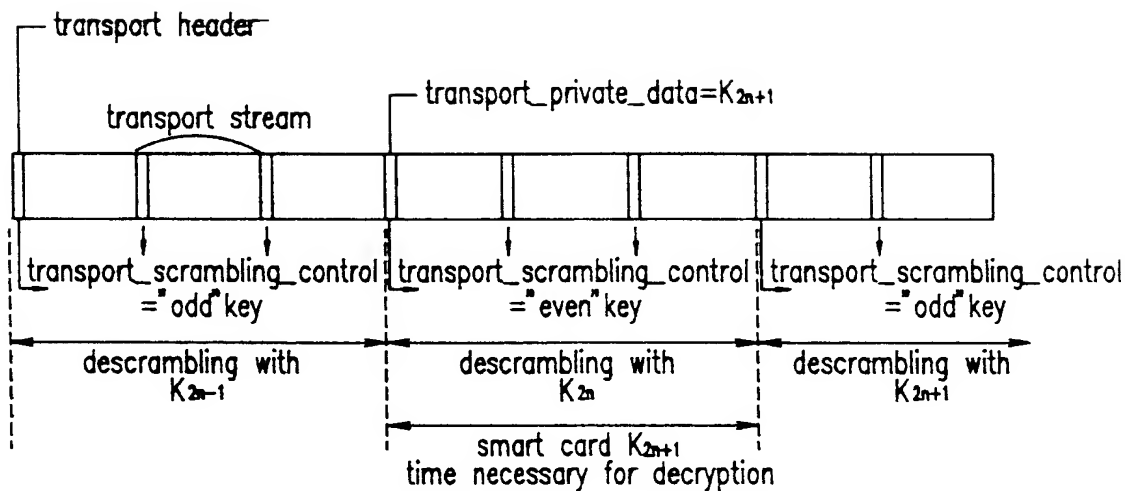 transport header
transport_private_data=K2n+1
transport stream
transport_scrambling_control
="odd"key
transport_scrambling_control
="even"key
transport_scrambling_control
="odd"key
descrambling with
K2n-1
descrambling with
K2n
descrambling with
K2n+1
smart card K2n+1
time necessary for decryption